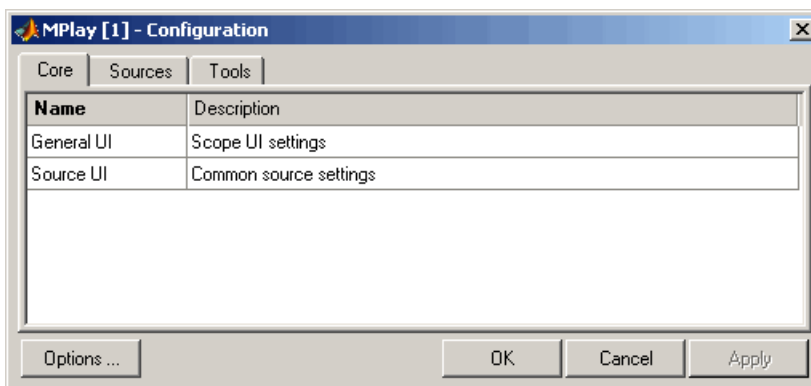 MPlay [1] - Configuration
Core Sources Tools
Name Description
General UI Scope UI settings
Source UI Common source settings
Options ... OK Cancel Apply